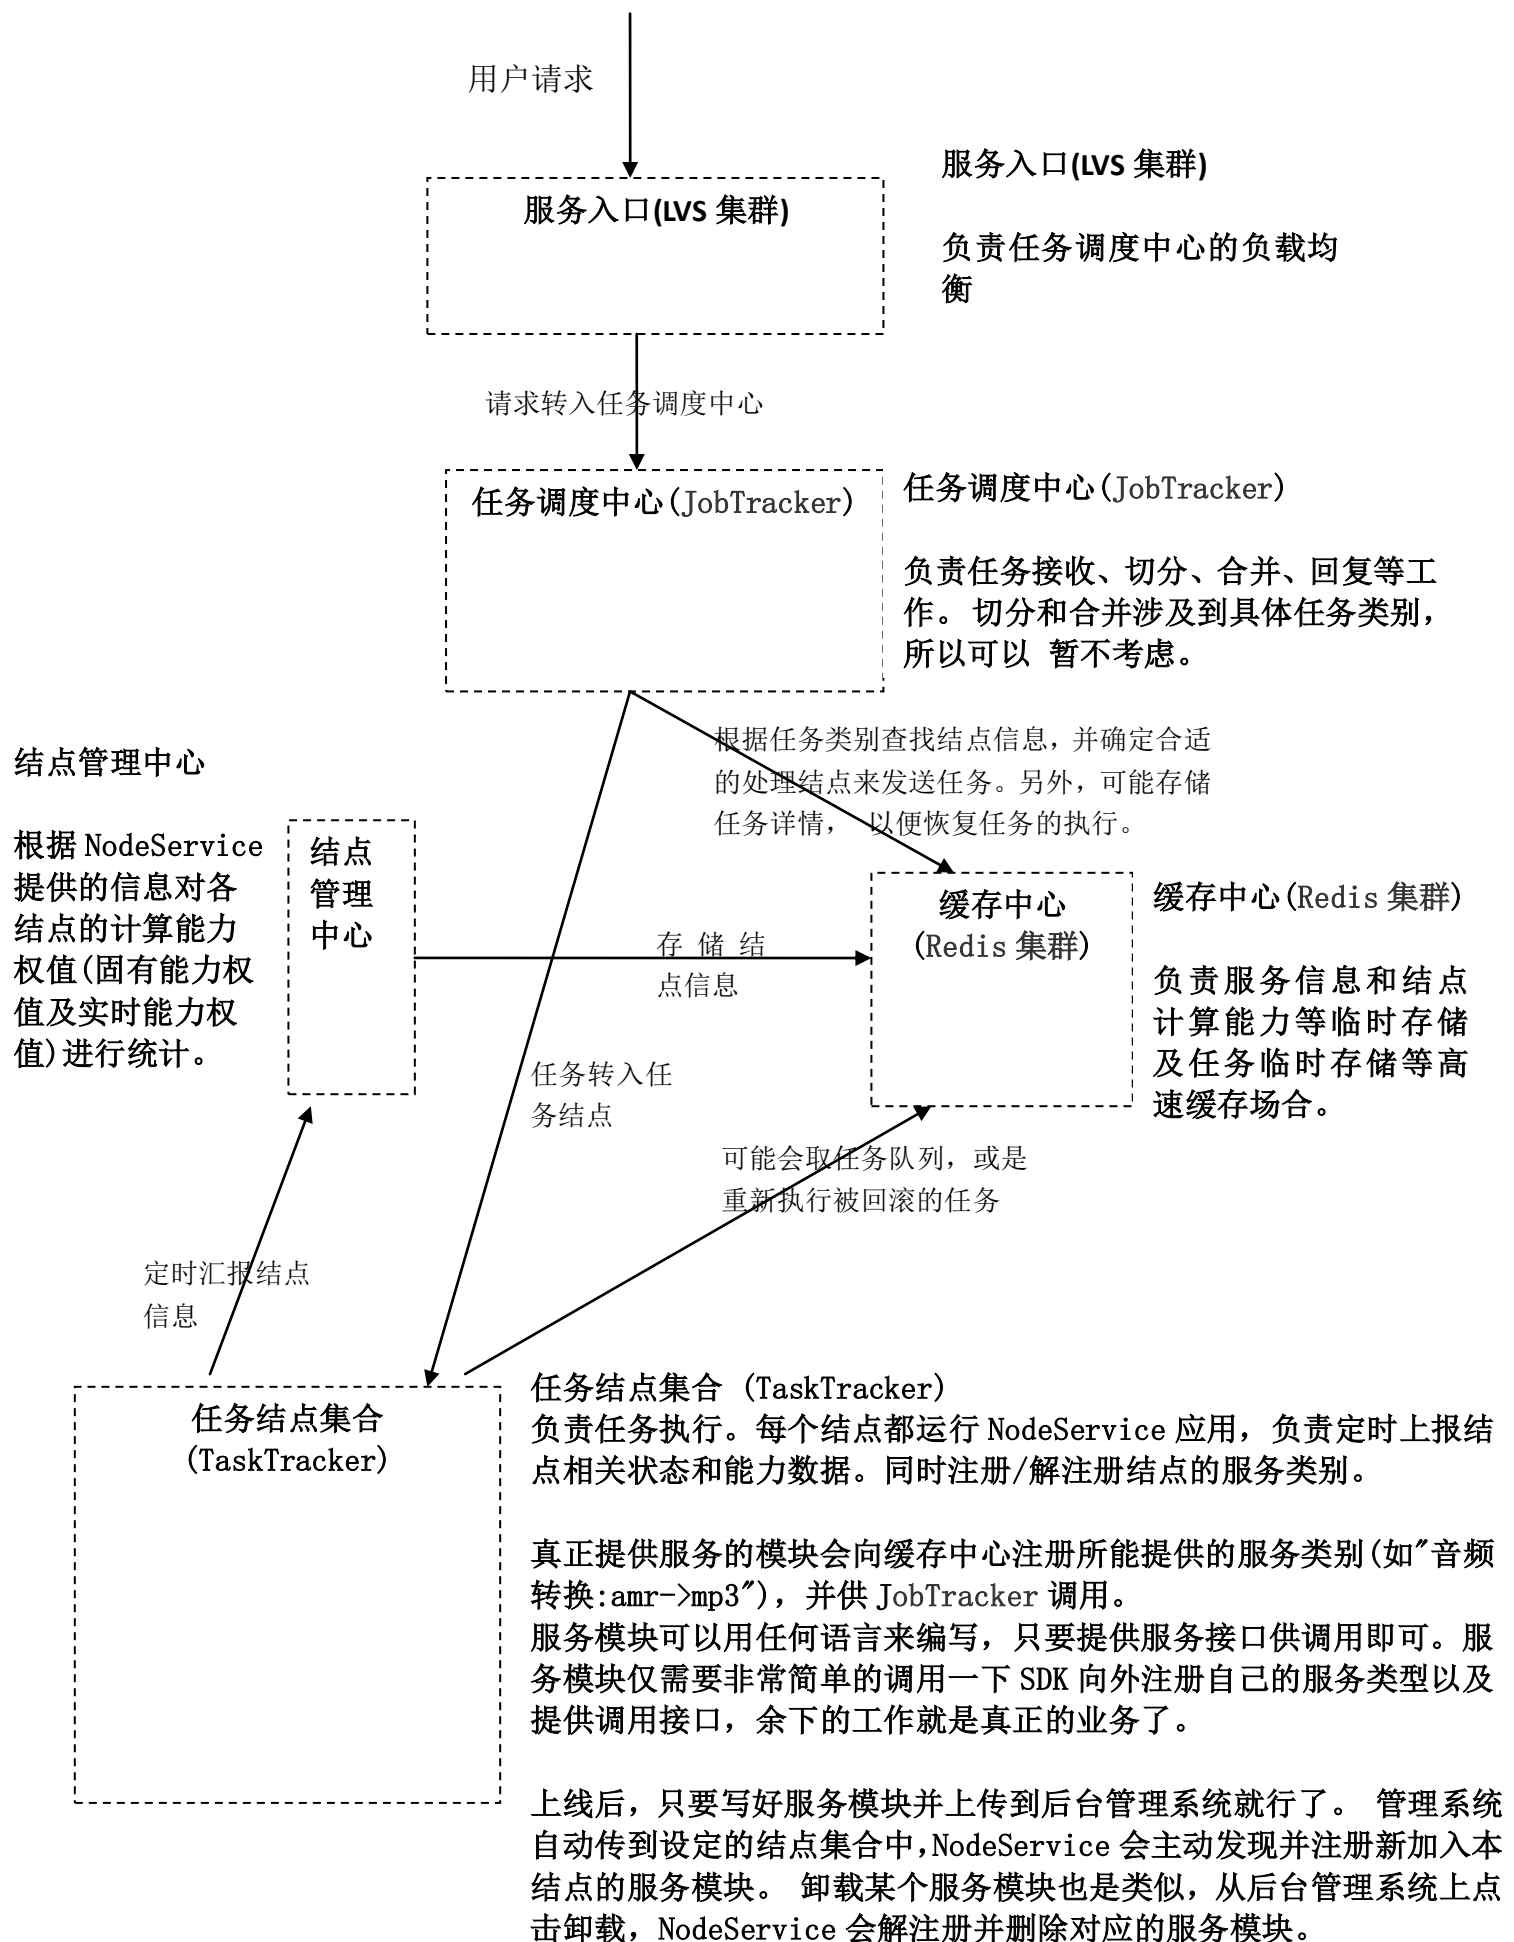 用户请求
服务入口(LVS 集群)
服务入口(LVS 集群)
负责任务调度中心的负载均
衡
请求转入任务调度中心
任务调度中心(JobTracker)
任务调度中心(JobTracker)
负责任务接收、切分、合并、回复等工
作。 切分和合并涉及到具体任务类别，
所以可以 暂不考虑。
根据任务类别查找结点信息，并确定合适
的处理结点来发送任务。另外，可能存储
任务详情， 以便恢复任务的执行。
结点管理中心
根据 NodeService
提供的信息对各
结点的计算能力
权值(固有能力权
值及实时能力权
值)进行统计。
结点
管理
中心
存 储 结
点信息
缓存中心
(Redis 集群)
缓存中心(Redis 集群)
负责服务信息和结点
计算能力等临时存储
及任务临时存储等高
速缓存场合。
任务转入任
务结点
可能会取任务队列，或是
重新执行被回滚的任务
定时汇报结点
信息
任务结点集合
(TaskTracker)
任务结点集合 (TaskTracker)
负责任务执行。每个结点都运行 NodeService 应用，负责定时上报结
点相关状态和能力数据。同时注册/解注册结点的服务类别。
真正提供服务的模块会向缓存中心注册所能提供的服务类别(如"音频
转换:amr->mp3")，并供 JobTracker 调用。
服务模块可以用任何语言来编写，只要提供服务接口供调用即可。服
务模块仅需要非常简单的调用一下 SDK 向外注册自己的服务类型以及
提供调用接口，余下的工作就是真正的业务了。
上线后，只要写好服务模块并上传到后台管理系统就行了。 管理系统
自动传到设定的结点集合中，NodeService 会主动发现并注册新加入本
结点的服务模块。 卸载某个服务模块也是类似，从后台管理系统上点
击卸载，NodeService 会解注册并删除对应的服务模块。